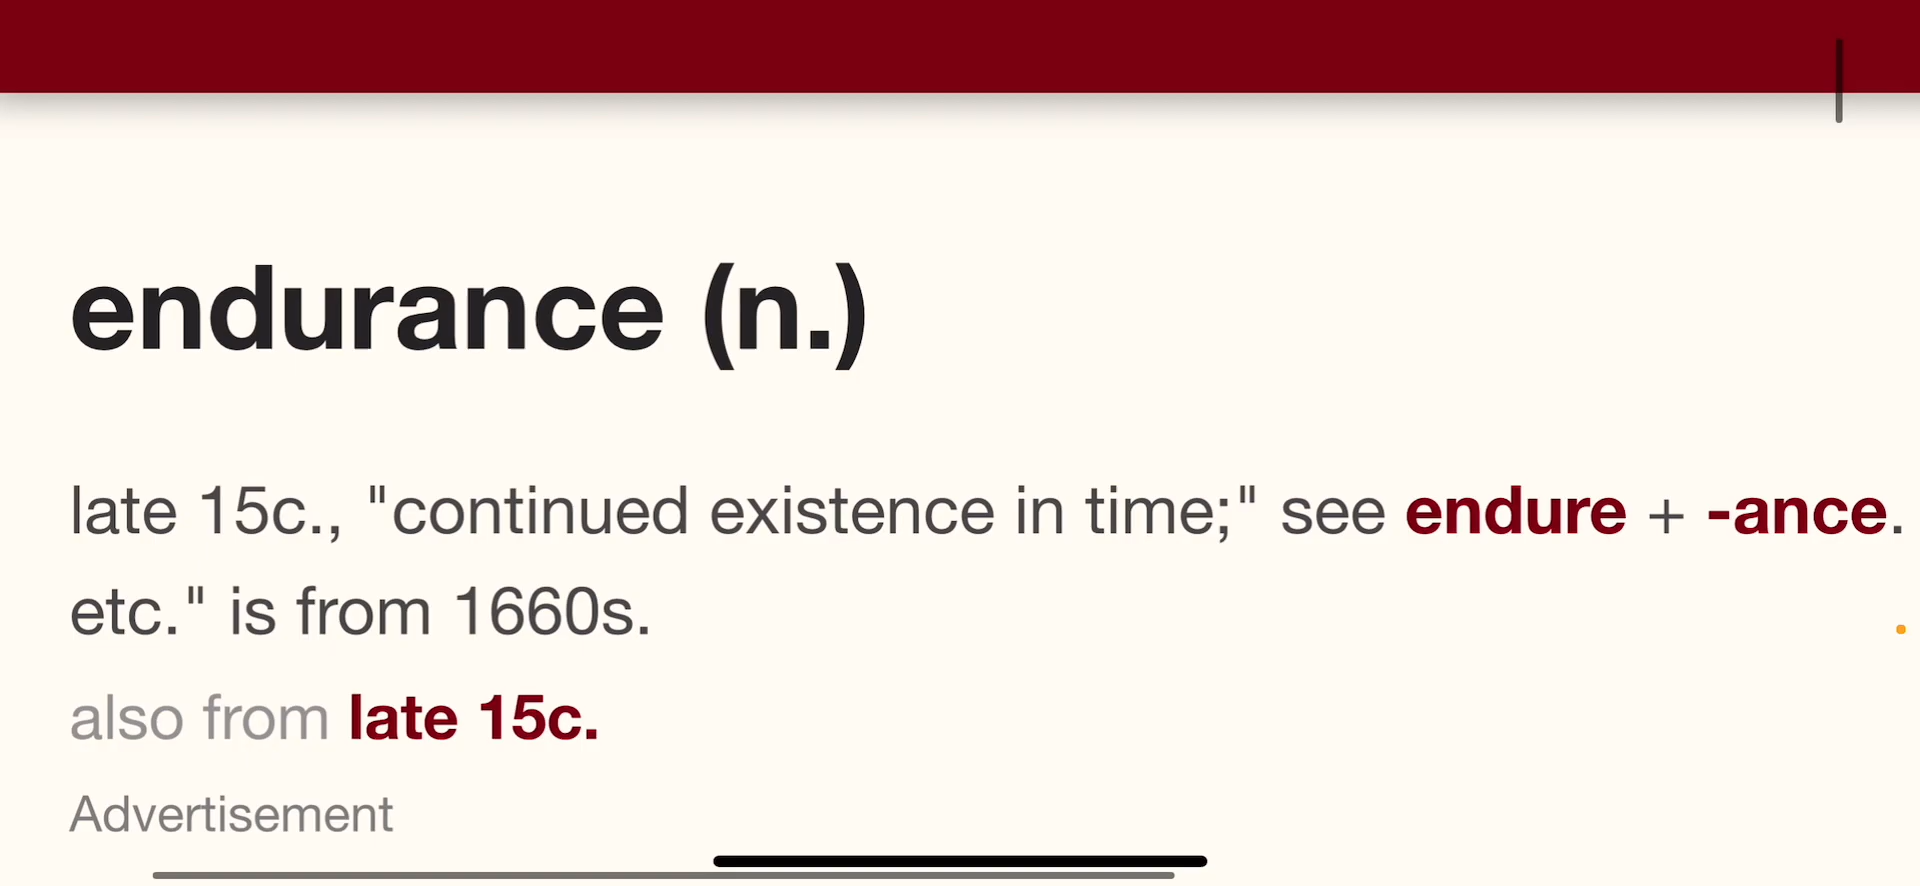 endurance (n.)
late 15c., "continued existence in time;" see endure + -ance.
etc." is from 1660s.
also from late 15c.
Advertisement